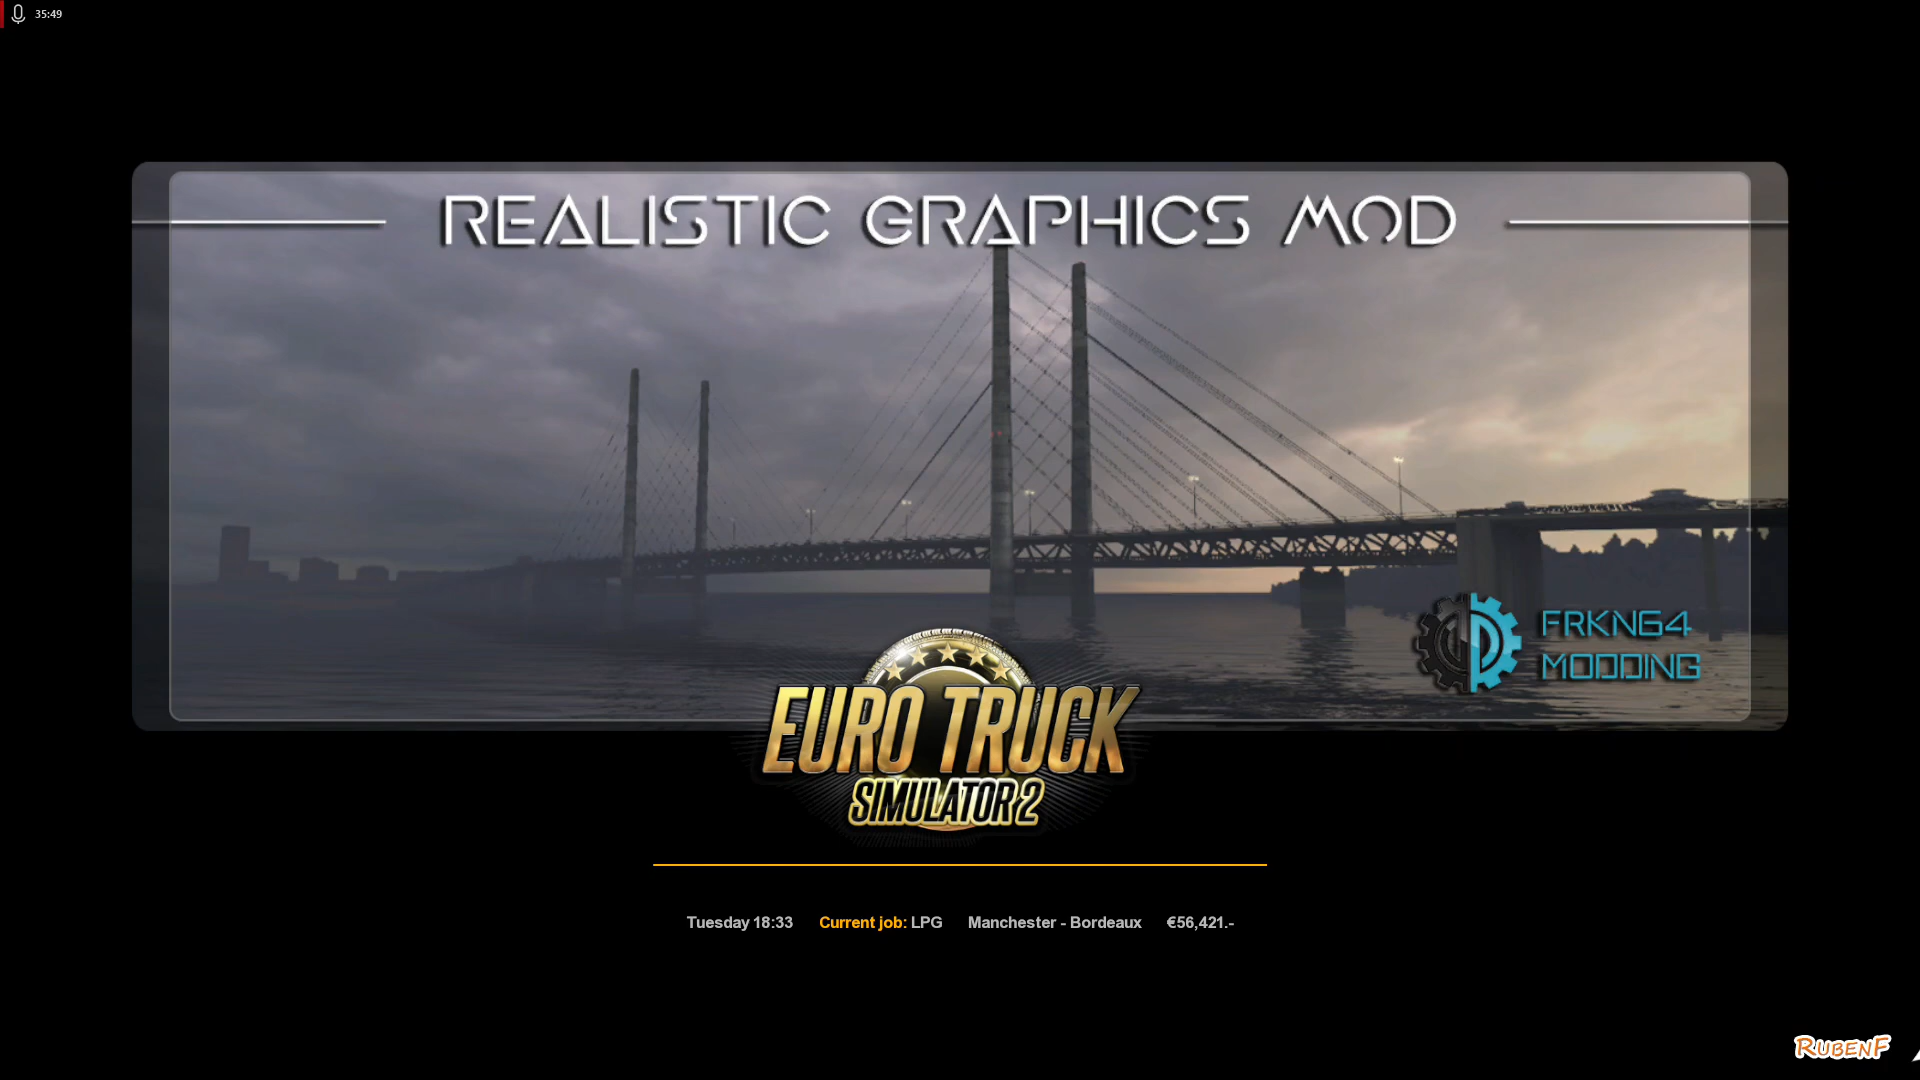 35:49
REALISTIC GRAPHICS MOD
FRKN64
MODDING
EURO TRUCK
SIMULATOR 2
Tuesday 18:33 Current job: LPG Manchester - Bordeaux €56,421.-
RUBENF